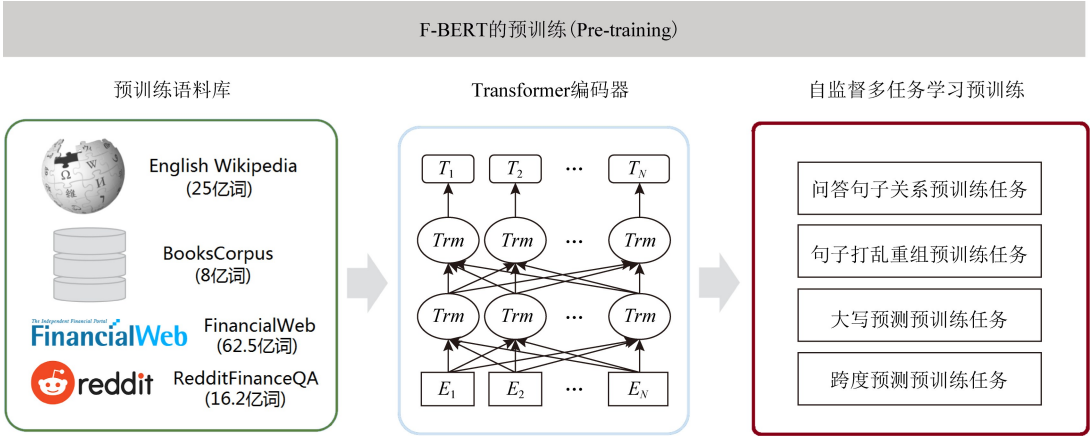 F-BERT的预训练(Pre-training)
预训练语料库
English Wikipedia
(25亿词)
BooksCorpus
(8亿词)
The Independent Financial Portal
FinancialWeb
FinancialWeb
(62.5亿词)
reddit
RedditFinanceQA
(16.2亿词)
Transformer编码器
T1 T2 ··· TN
Trm Trm ··· Trm
Trm Trm ··· Trm
E1 E2 ··· EN
自监督多任务学习预训练
问答句子关系预训练任务
句子打乱重组预训练任务
大写预测预训练任务
跨度预测预训练任务